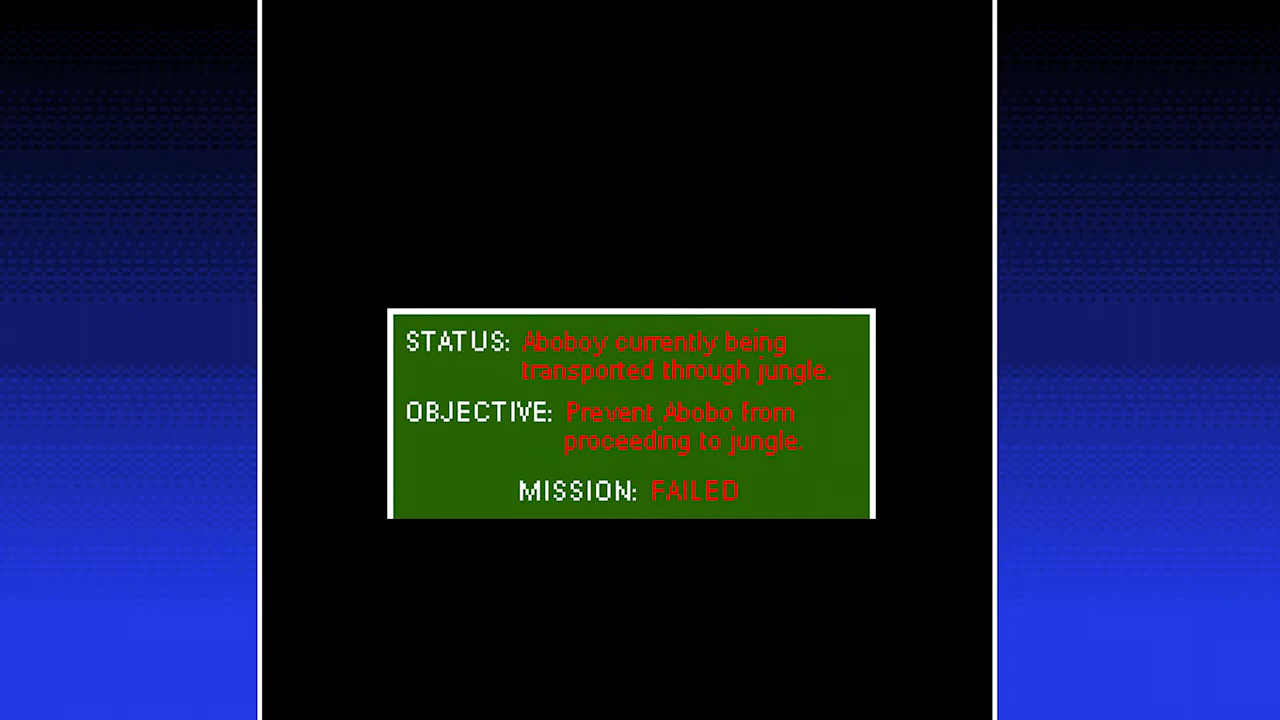 STATUS: Aboboy currently being
transported through jungle.
OBJECTIVE: Prevent Abobo from
proceeding to jungle.
MISSION: FAILED